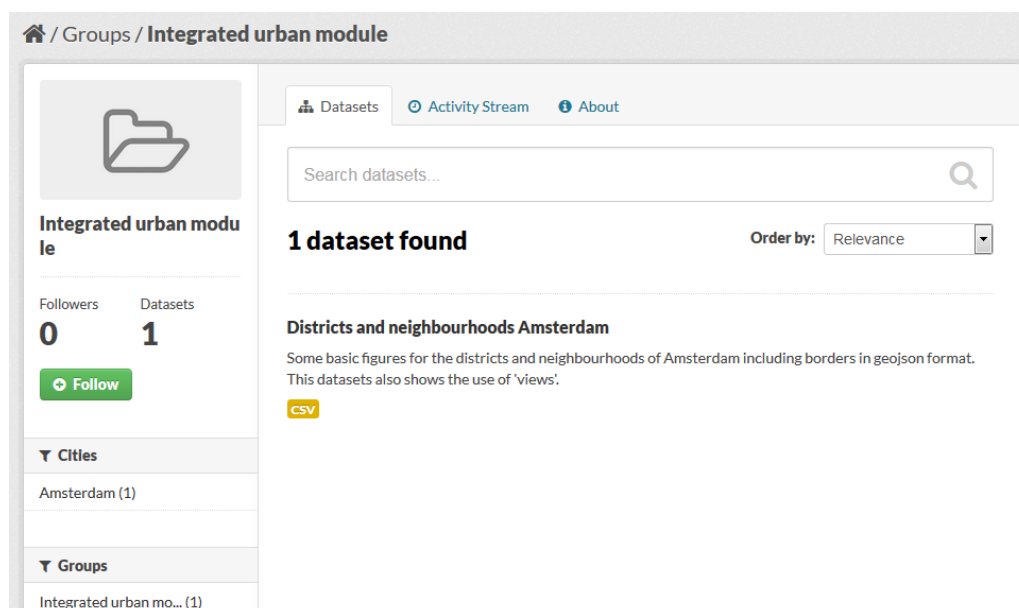 / Groups / Integrated urban module
Datasets
Activity Stream
About
Search datasets...
Integrated urban modu
le
1 dataset found
Order by:
Relevance
Followers
Datasets
0
1
Follow
Districts and neighbourhoods Amsterdam
Some basic figures for the districts and neighbourhoods of Amsterdam including borders in geojson format.
This datasets also shows the use of 'views'.
CSV
Cities
Amsterdam (1)
Groups
Integrated urban mo... (1)